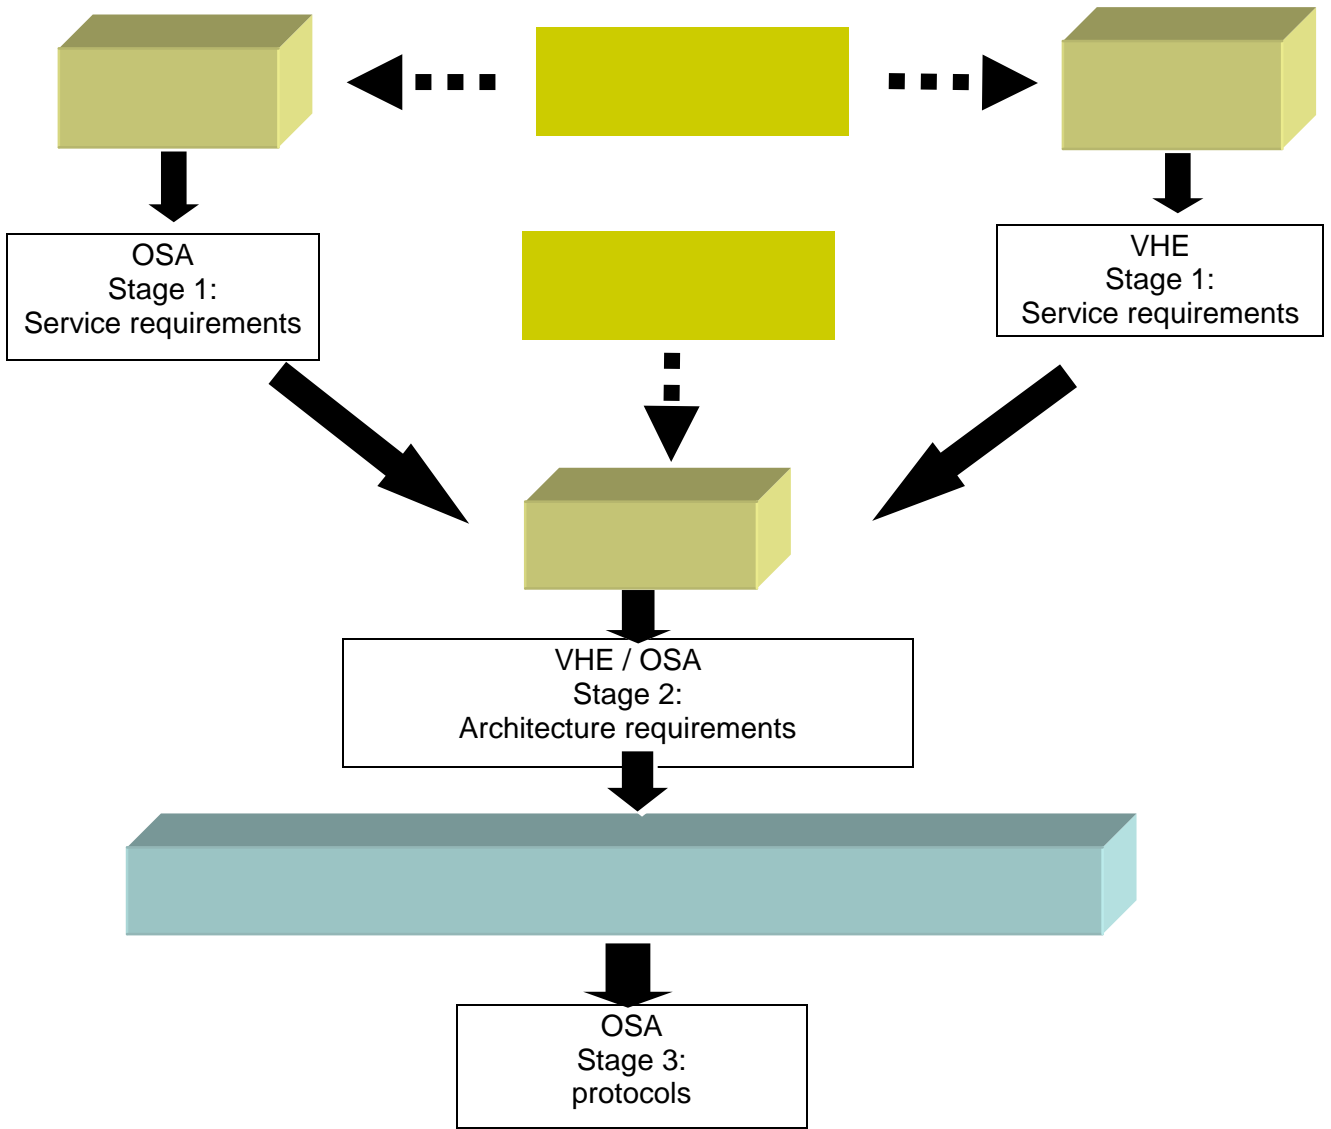 OSA
Stage 1:
Service requirements
VHE
Stage 1:
Service requirements
VHE / OSA
Stage 2:
Architecture requirements
OSA
Stage 3:
protocols